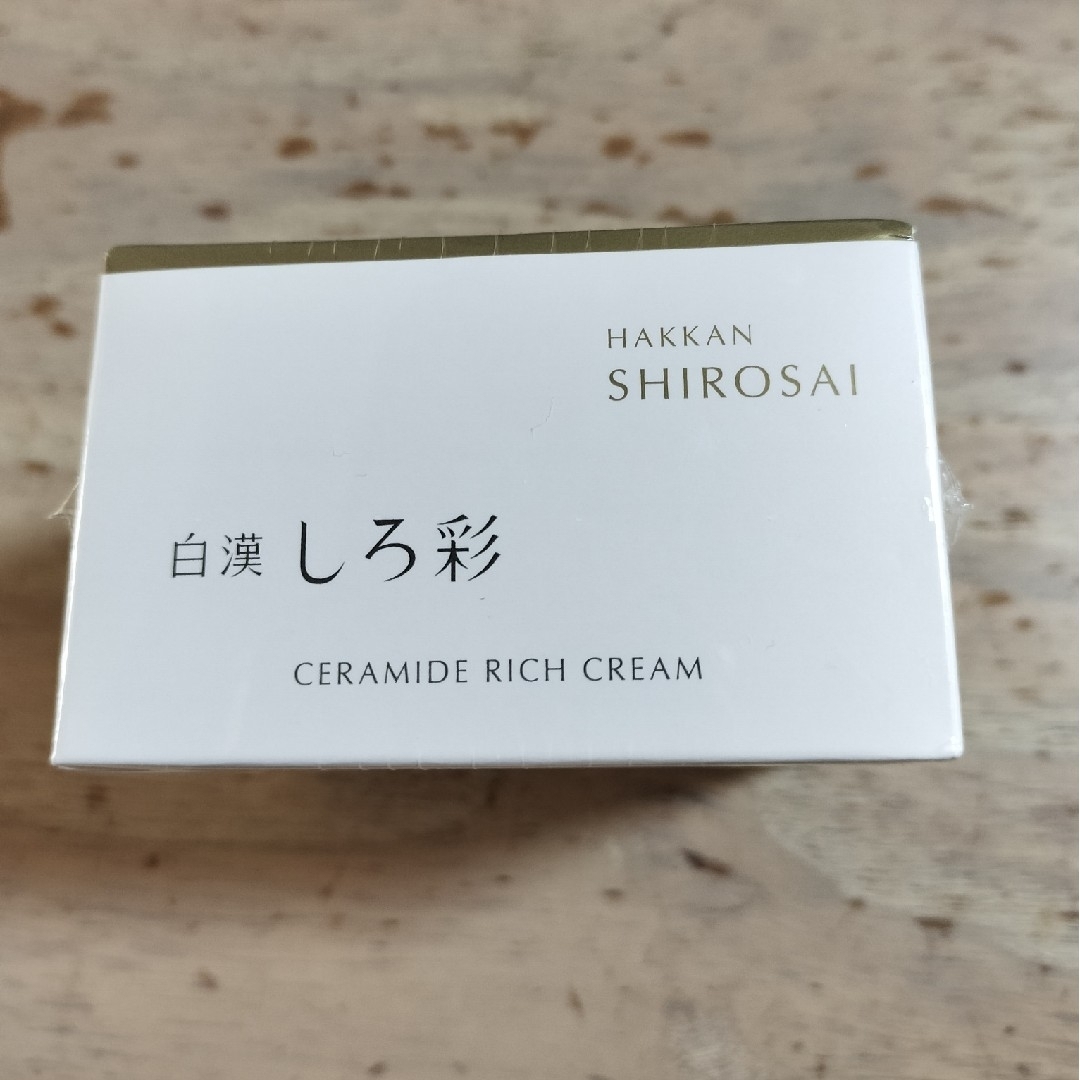 HAKKAN
SHIROSAI
白漢 しろ彩
CERAMIDE RICH CREAM